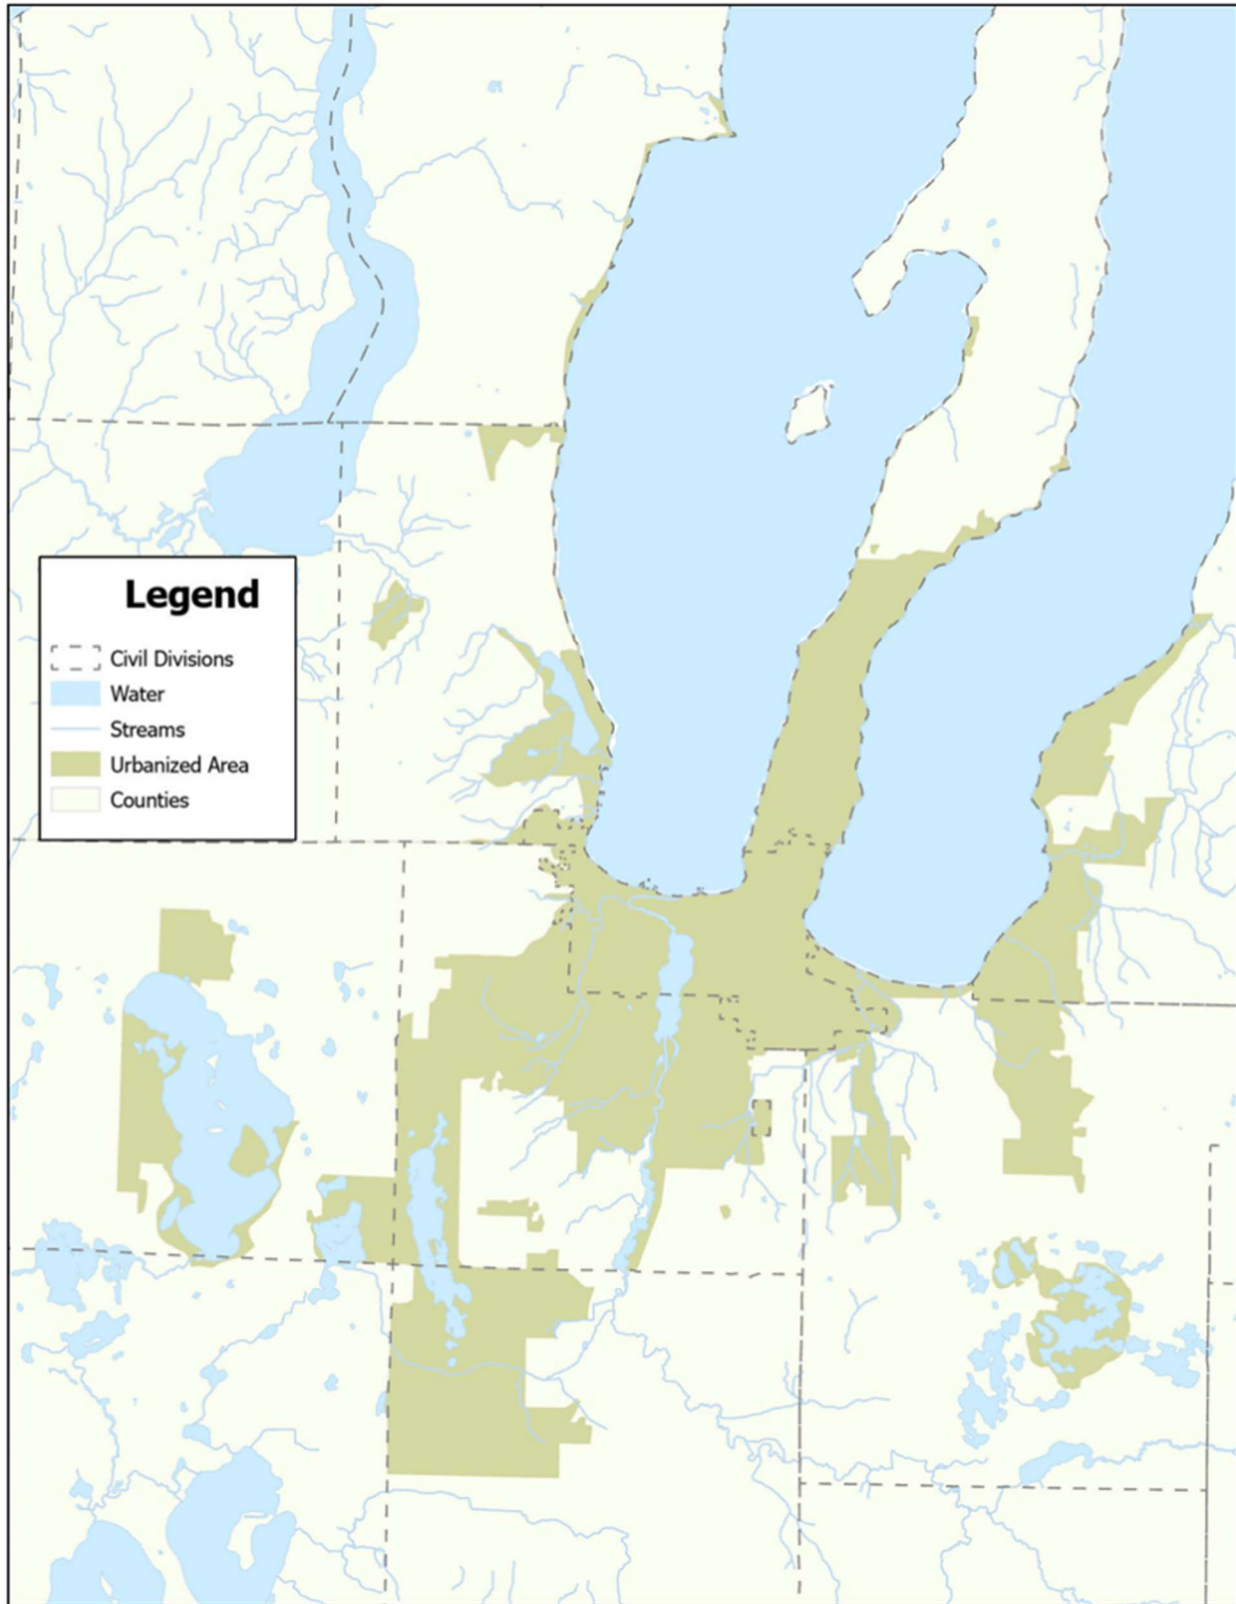 Legend
Civil Divisions
Water
Streams
Urbanized Area
Counties